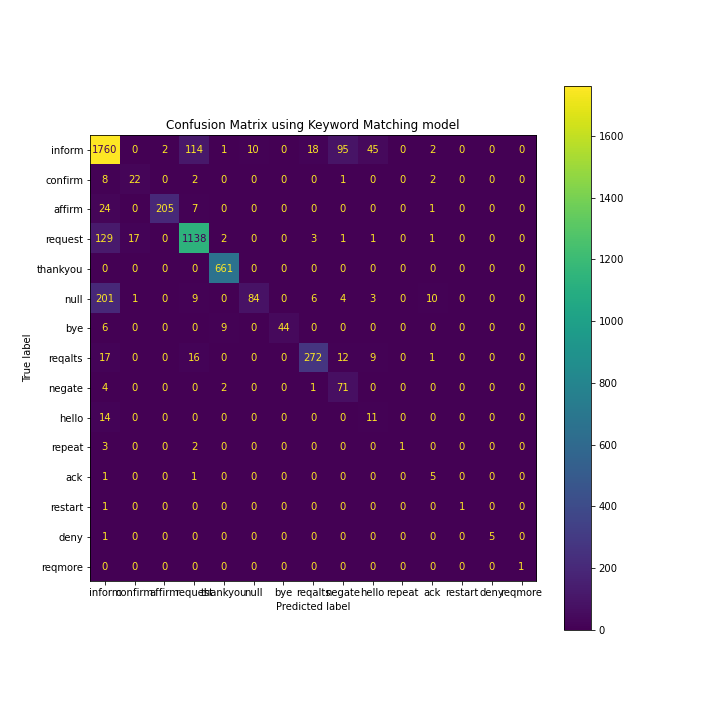 Confusion Matrix using Keyword Matching model
inform 1760 0 2 114 1 10 0 18 95 45 0 2 0 0 0
confirm 8 22 0 2 0 0 0 0 1 0 0 2 0 0 0
affirm 24 0 205 7 0 0 0 0 0 0 0 1 0 0 0
request 129 17 0 1138 2 0 0 3 1 1 0 1 0 0 0
thankyou 0 0 0 0 661 0 0 0 0 0 0 0 0 0 0
null 201 1 0 9 0 84 0 6 4 3 0 10 0 0 0
bye 6 0 0 0 9 0 44 0 0 0 0 0 0 0 0
reqalts 17 0 0 16 0 0 0 272 12 9 0 1 0 0 0
negate 4 0 0 0 2 0 0 1 71 0 0 0 0 0 0
hello 14 0 0 0 0 0 0 0 0 11 0 0 0 0 0
repeat 3 0 0 2 0 0 0 0 0 0 1 0 0 0 0
ack 1 0 0 1 0 0 0 0 0 0 0 5 0 0 0
restart 1 0 0 0 0 0 0 0 0 0 0 0 1 0 0
deny 1 0 0 0 0 0 0 0 0 0 0 0 0 5 0
reqmore 0 0 0 0 0 0 0 0 0 0 0 0 0 0 1
inform confirm affirm request thankyou null bye reqalts negate hello repeat ack restart deny reqmore
Predicted label
True label
1600
1400
1200
1000
800
600
400
200
0